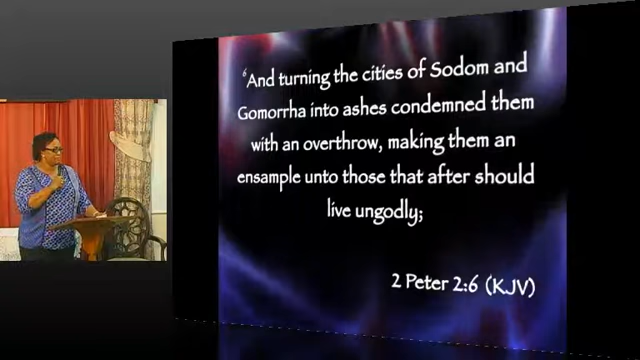 6And turning the cities of Sodom and
Gomorrha into ashes condemned them
with an overthrow, making them an
ensample unto those that after should
live ungodly;
2 Peter 2:6 (KJV)